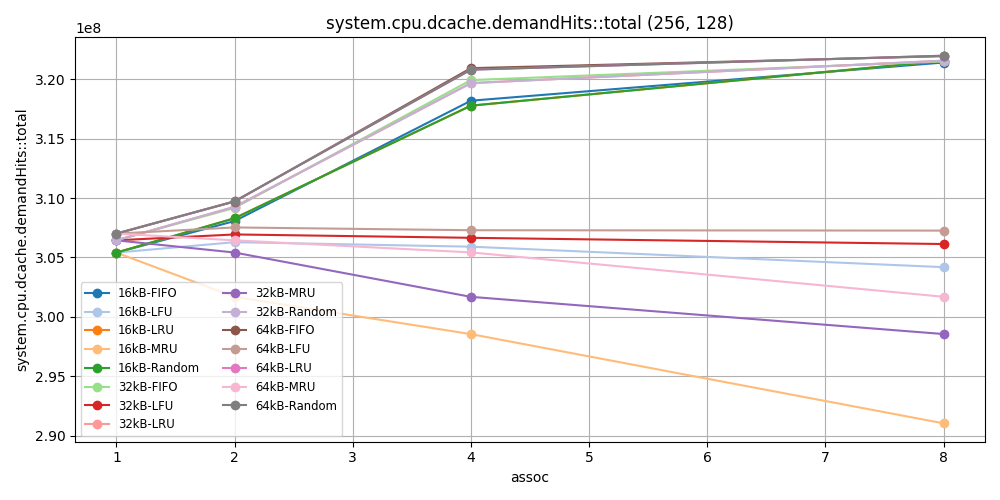 system.cpu.dcache.demandHits::total (256, 128)
1e8
system.cpu.dcache.demandHits::total
3.20
3.15
3.10
3.05
3.00
2.95
2.90
16kB-FIFO
16kB-LFU
16kB-LRU
16kB-MRU
16kB-Random
32kB-FIFO
32kB-LFU
32kB-LRU
32kB-MRU
32kB-Random
64kB-FIFO
64kB-LFU
64kB-LRU
64kB-MRU
64kB-Random
1 2 3 4 5 6 7 8
assoc